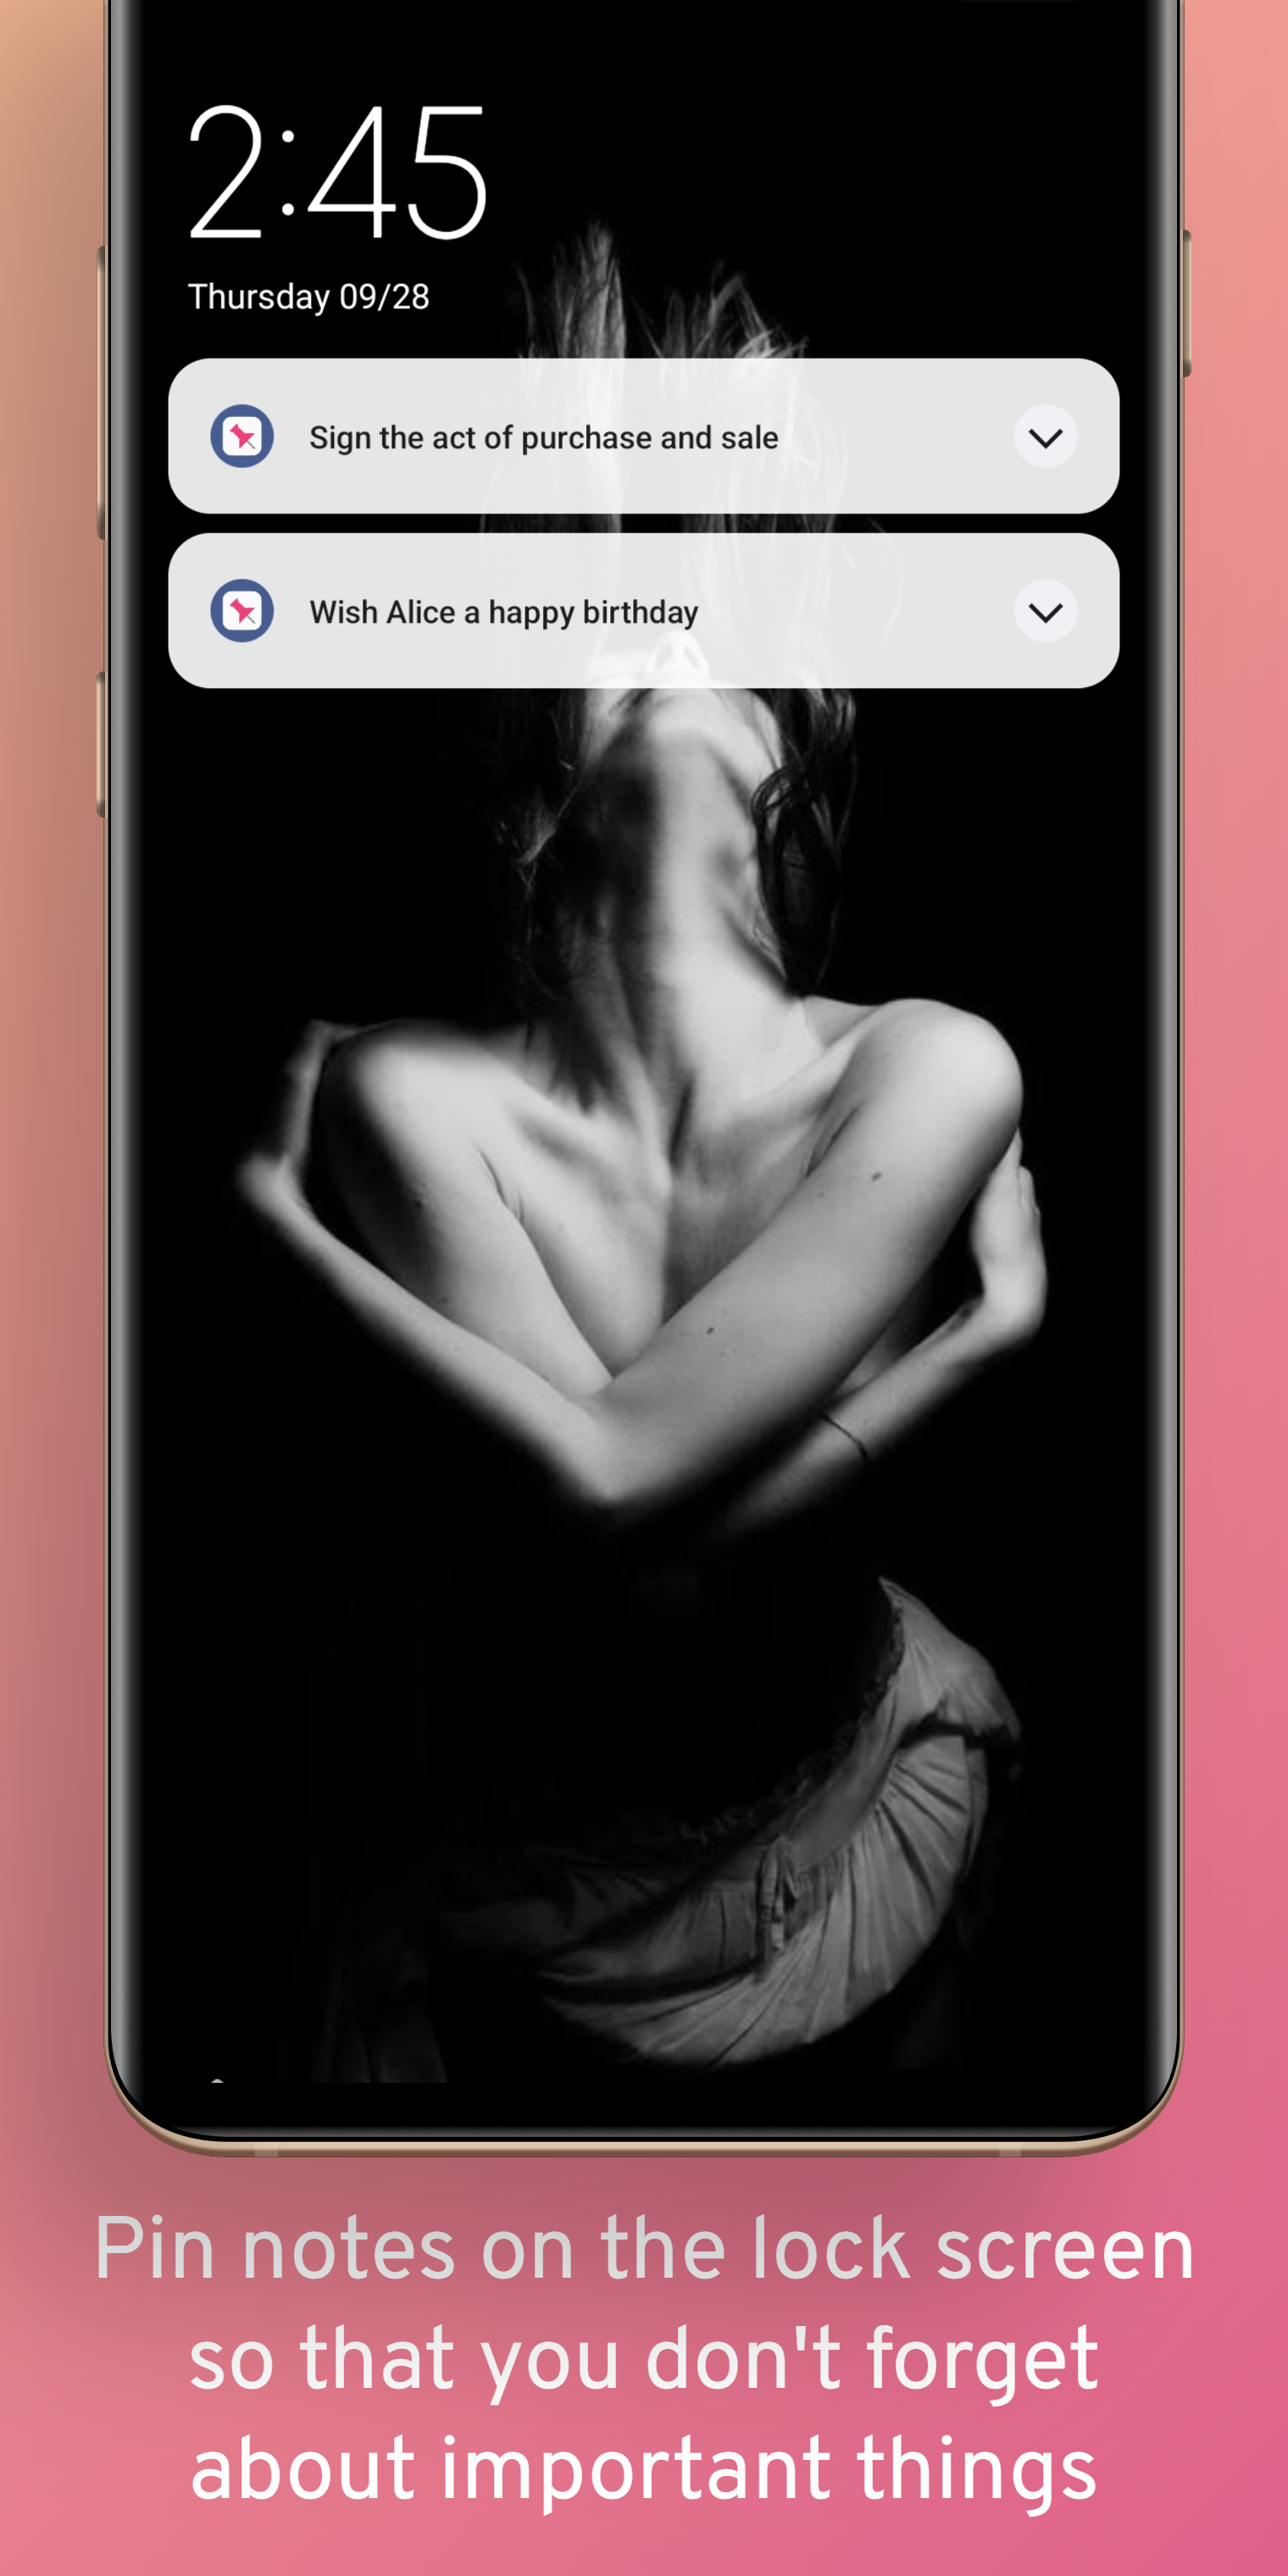 2:45
Thursday 09/28
Sign the act of purchase and sale
Wish Alice a happy birthday
Pin notes on the lock screen
so that you don't forget
about important things